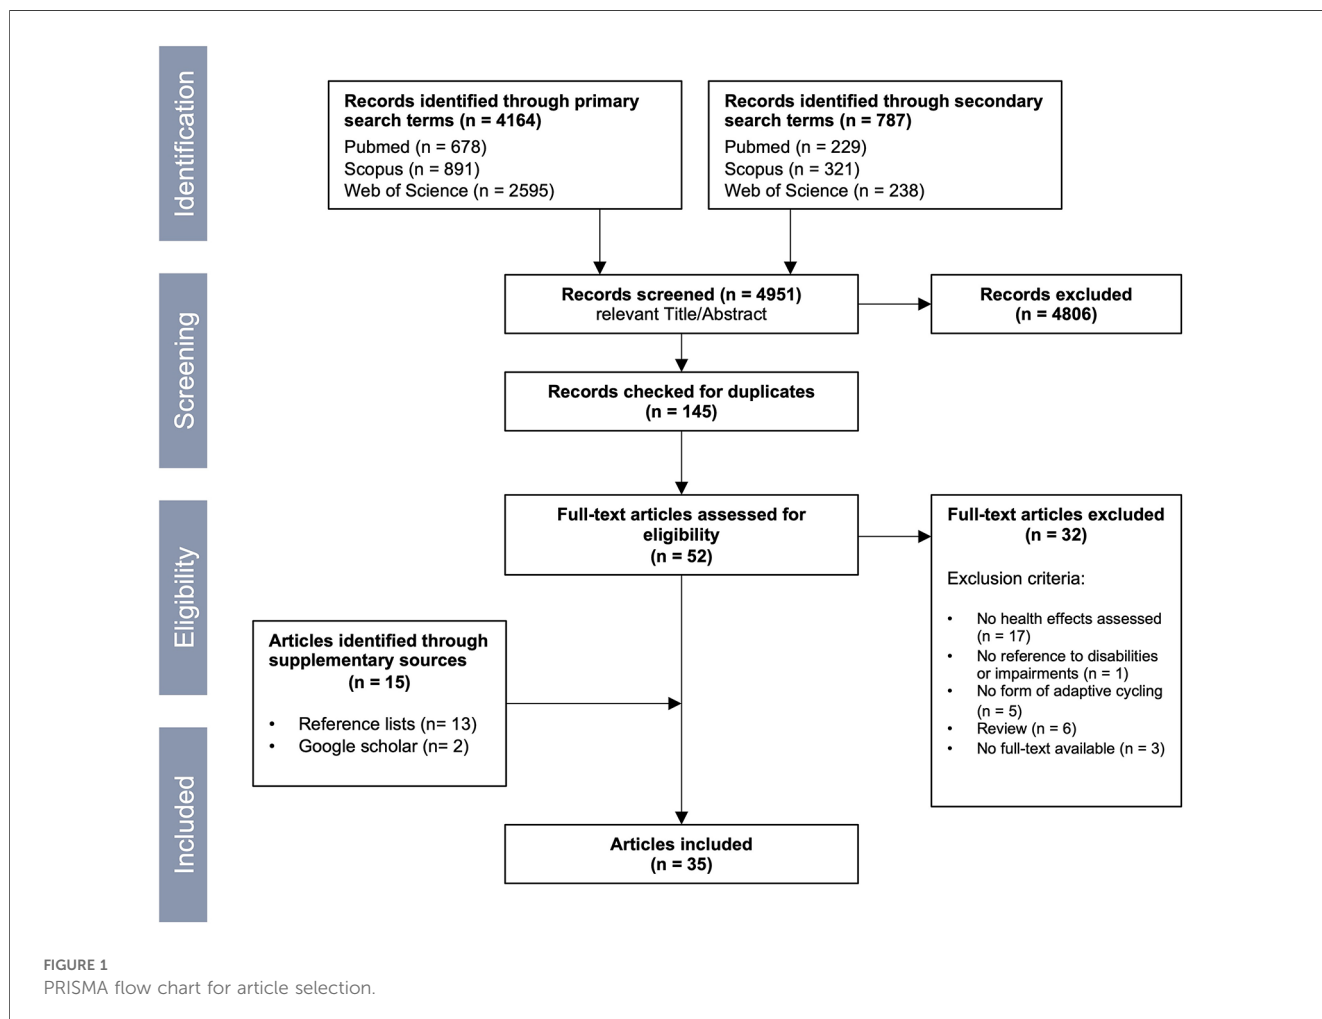 Identification
Records identified through primary
search terms (n = 4164)
Pubmed (n = 678)
Scopus (n = 891)
Web of Science (n = 2595)
Records identified through secondary
search terms (n = 787)
Pubmed (n = 229)
Scopus (n = 321)
Web of Science (n = 238)
Screening
Records screened (n = 4951)
relevant Title/Abstract
Records excluded
(n = 4806)
Records checked for duplicates
(n = 145)
Eligibility
Full-text articles assessed for
eligibility
(n = 52)
Full-text articles excluded
(n = 32)
Exclusion criteria:
• No health effects assessed
(n = 17)
• No reference to disabilities
or impairments (n = 1)
• No form of adaptive cycling
(n = 5)
• Review (n = 6)
• No full-text available (n = 3)
Articles identified through
supplementary sources
(n = 15)
• Reference lists (n= 13)
• Google scholar (n= 2)
Included
Articles included
(n = 35)
FIGURE 1
PRISMA flow chart for article selection.